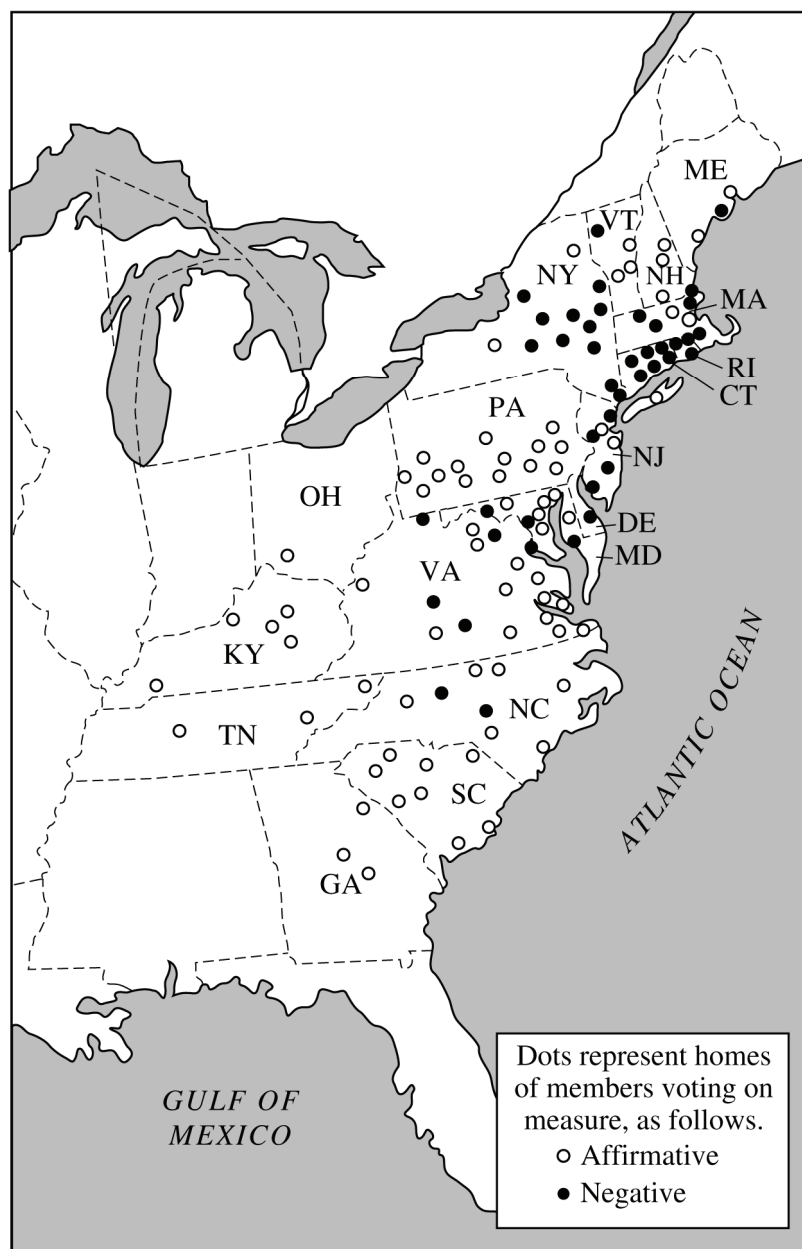 ME
VT
NY
NH
MA
RI
CT
PA
NJ
OH
DE
MD
VA
KY
NC
TN
SC
GA
ATLANTIC OCEAN
GULF OF
MEXICO
Dots represent homes
of members voting on
measure, as follows.
Affirmative
Negative